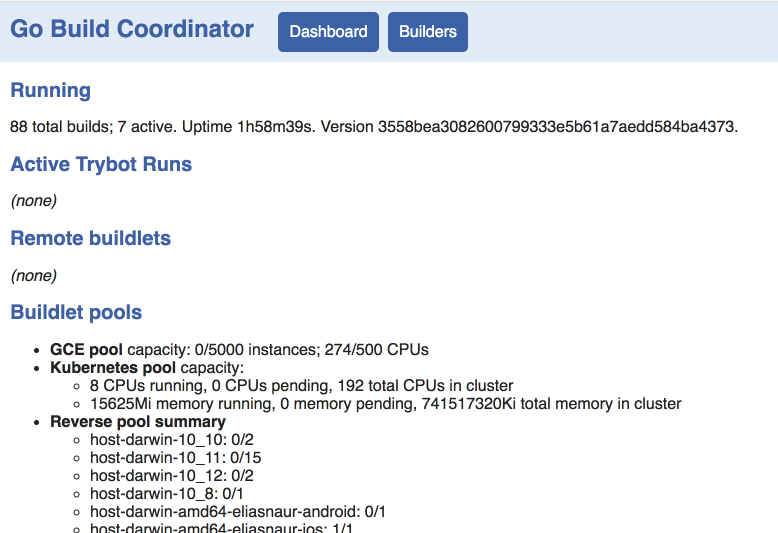 Go Build Coordinator Dashboard Builders
Running
88 total builds; 7 active. Uptime 1h58m39s. Version 3558bea3082600799333e5b61a7aedd584ba4373.
Active Trybot Runs
(none)
Remote buildlets
(none)
Buildlet pools
• GCE pool capacity: 0/5000 instances; 274/500 CPUs
• Kubernetes pool capacity:
◦ 8 CPUs running, 0 CPUs pending, 192 total CPUs in cluster
◦ 15625Mi memory running, 0 memory pending, 741517320Ki total memory in cluster
• Reverse pool summary
◦ host-darwin-10_10: 0/2
◦ host-darwin-10_11: 0/15
◦ host-darwin-10_12: 0/2
◦ host-darwin-10_8: 0/1
◦ host-darwin-amd64-eliasnaur-android: 0/1
◦ host-darwin-amd64-eliasnaur-ios: 1/1